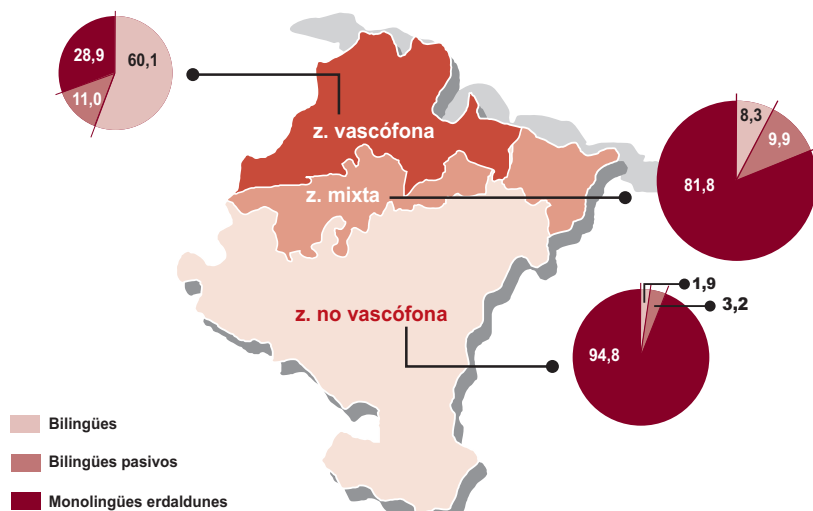 28,9
60,1
11,0
z. vascófona
8,3
9,9
81,8
z. mixta
1,9
3,2
z. no vascófona
94,8
Bilingües
Bilingües pasivos
Monolingües erdaldunes